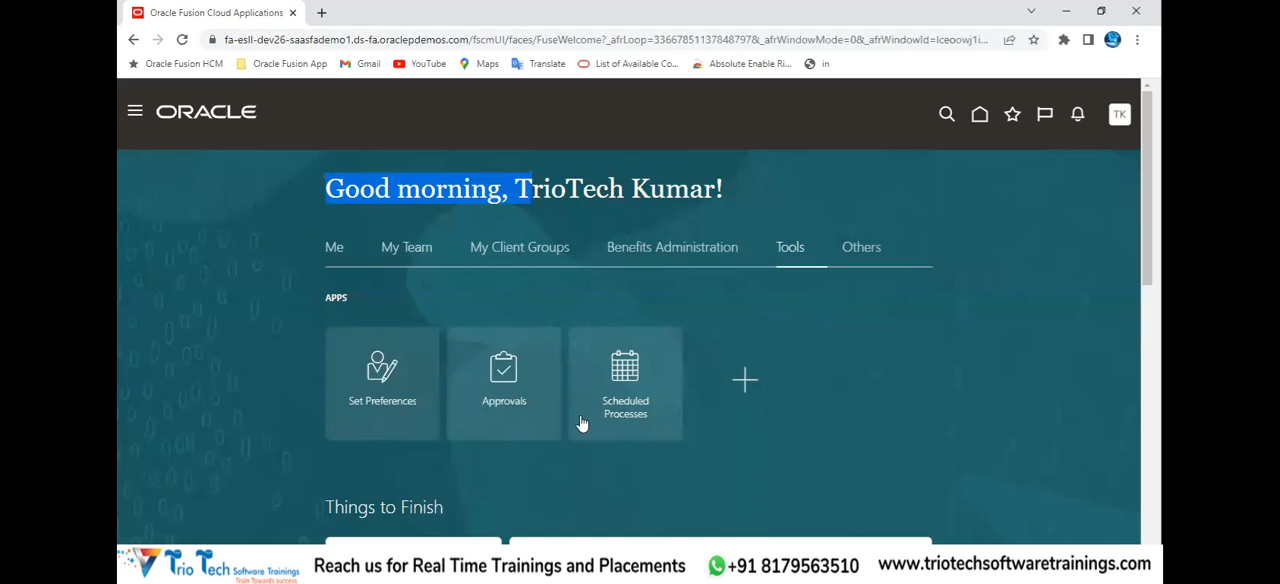 Oracle Fusion Cloud Applications
fa-esll-dev26-saasfademo1.ds-fa.oraclepdemos.com/fscmUI/faces/FuseWelcome?_afrLoop=336678511378487978&_afrWindowMode=0&_afrWindowId=lceoowj1i...
Oracle Fusion HCM
Oracle Fusion App
Gmail
YouTube
Maps
Translate
List of Available Co...
Absolute Enable Ri...
in
ORACLE
TK
Good morning, TrioTech Kumar!
Me
My Team
My Client Groups
Benefits Administration
Tools
Others
APPS
Set Preferences
Approvals
Scheduled
Processes
Things to Finish
Trio Tech Software Trainings
Train Towards success
Reach us for Real Time Trainings and Placements
+91 8179563510
www.triotechsoftwaretrainings.com